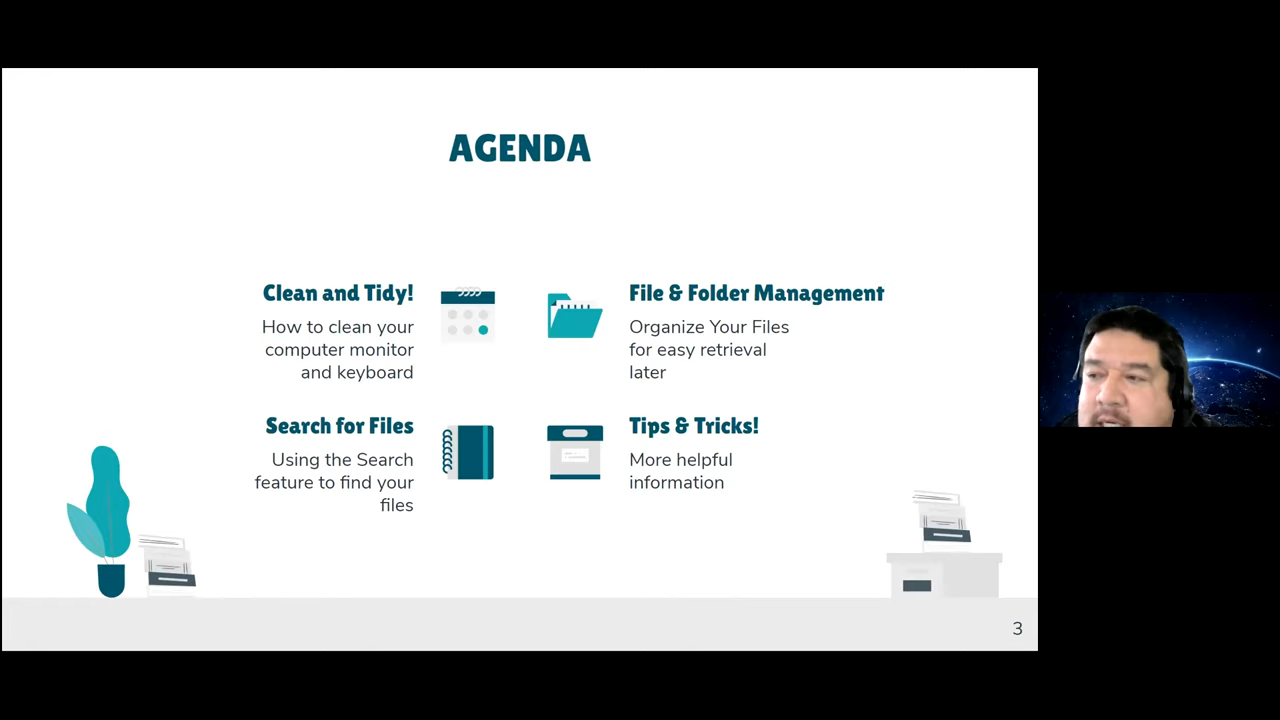 AGENDA
Clean and Tidy!
How to clean your
computer monitor
and keyboard
File & Folder Management
Organize Your Files
for easy retrieval
later
Search for Files
Using the Search
feature to find your
files
Tips & Tricks!
More helpful
information
3